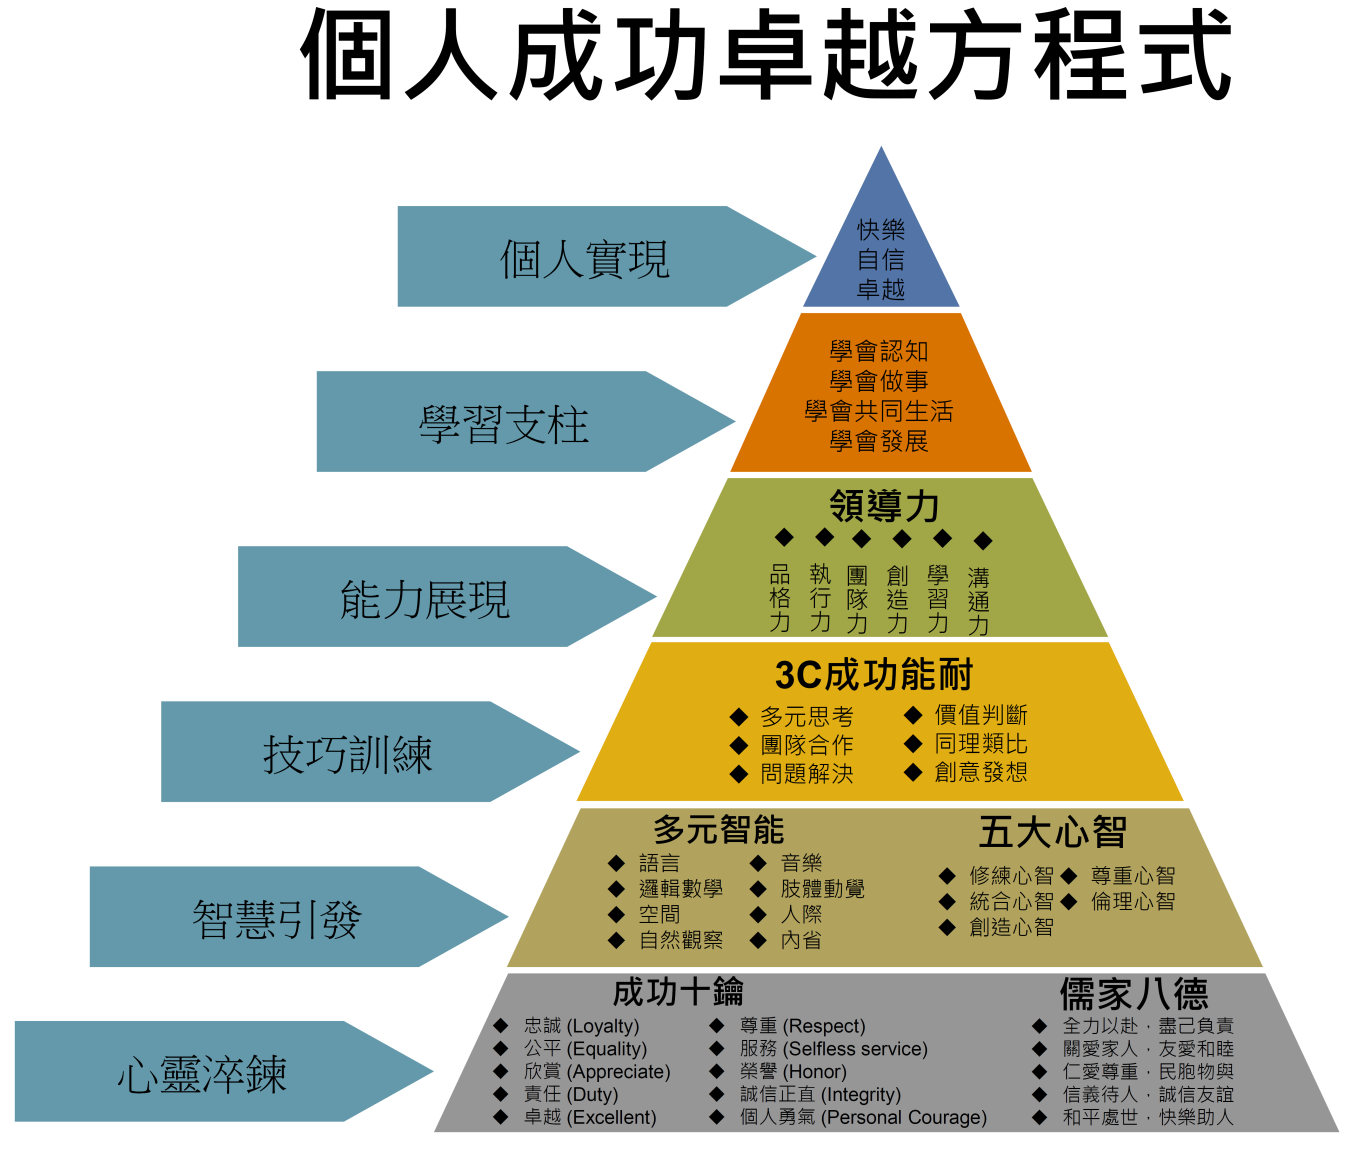 個人成功卓越方程式
個人實現
快樂
自信
卓越
學習支柱
學會認知
學會做事
學會共同生活
學會發展
能力展現
領導力
◆ 品格力
◆ 執行力
◆ 團隊力
◆ 創造力
◆ 學習力
◆ 溝通力
技巧訓練
3C成功能耐
◆ 多元思考
◆ 團隊合作
◆ 問題解決
◆ 價值判斷
◆ 同理類比
◆ 創意發想
智慧引發
多元智能
◆ 語言
◆ 邏輯數學
◆ 空間
◆ 自然觀察
◆ 音樂
◆ 肢體動覺
◆ 人際
◆ 內省
五大心智
◆ 修練心智
◆ 統合心智
◆ 創造心智
◆ 尊重心智
◆ 倫理心智
心靈淬鍊
成功十鑰
◆ 忠誠 (Loyalty)
◆ 公平 (Equality)
◆ 欣賞 (Appreciate)
◆ 責任 (Duty)
◆ 卓越 (Excellent)
◆ 尊重 (Respect)
◆ 服務 (Selfless service)
◆ 榮譽 (Honor)
◆ 誠信正直 (Integrity)
◆ 個人勇氣 (Personal Courage)
儒家八德
◆ 全力以赴，盡己負責
◆ 關愛家人，友愛和睦
◆ 仁愛尊重，民胞物與
◆ 信義待人，誠信友誼
◆ 和平處世，快樂助人